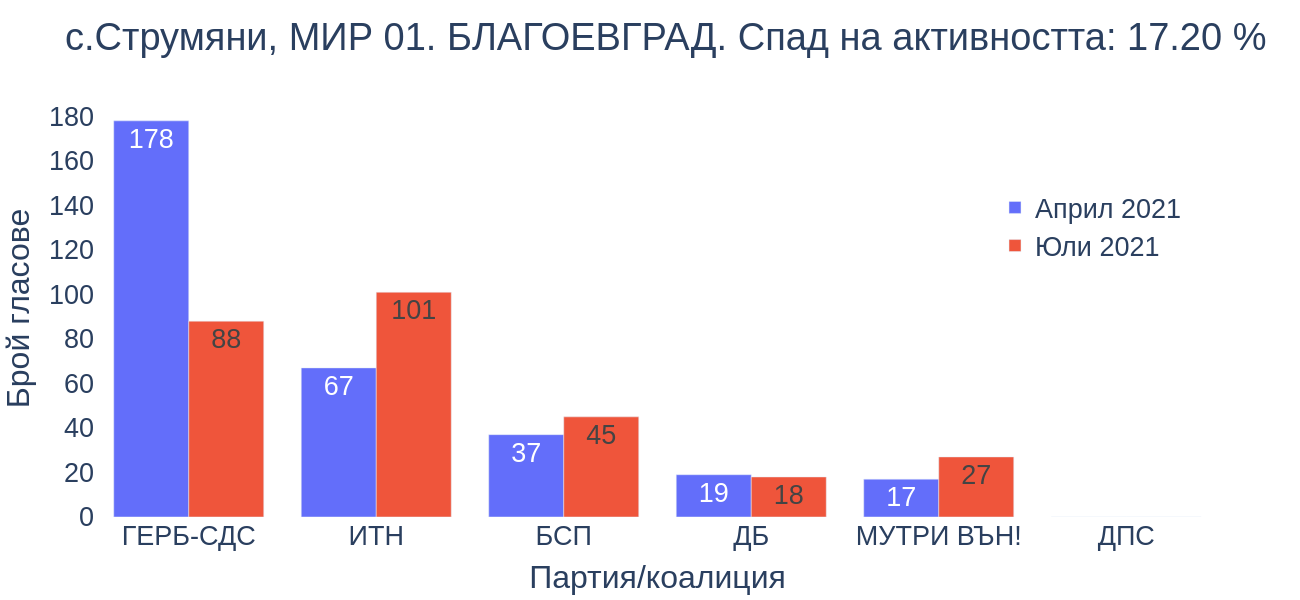 с.Струмяни, МИР 01. БЛАГОЕВГРАД. Спад на активността: 17.20 %
180
160
140
120
100
80
60
40
20
0
Брой гласове
178
88
67
101
37
45
19
18
17
27
Април 2021
Юли 2021
ГЕРБ-СДС
ИТН
БСП
ДБ
МУТРИ ВЪН!
ДПС
Партия/коалиция